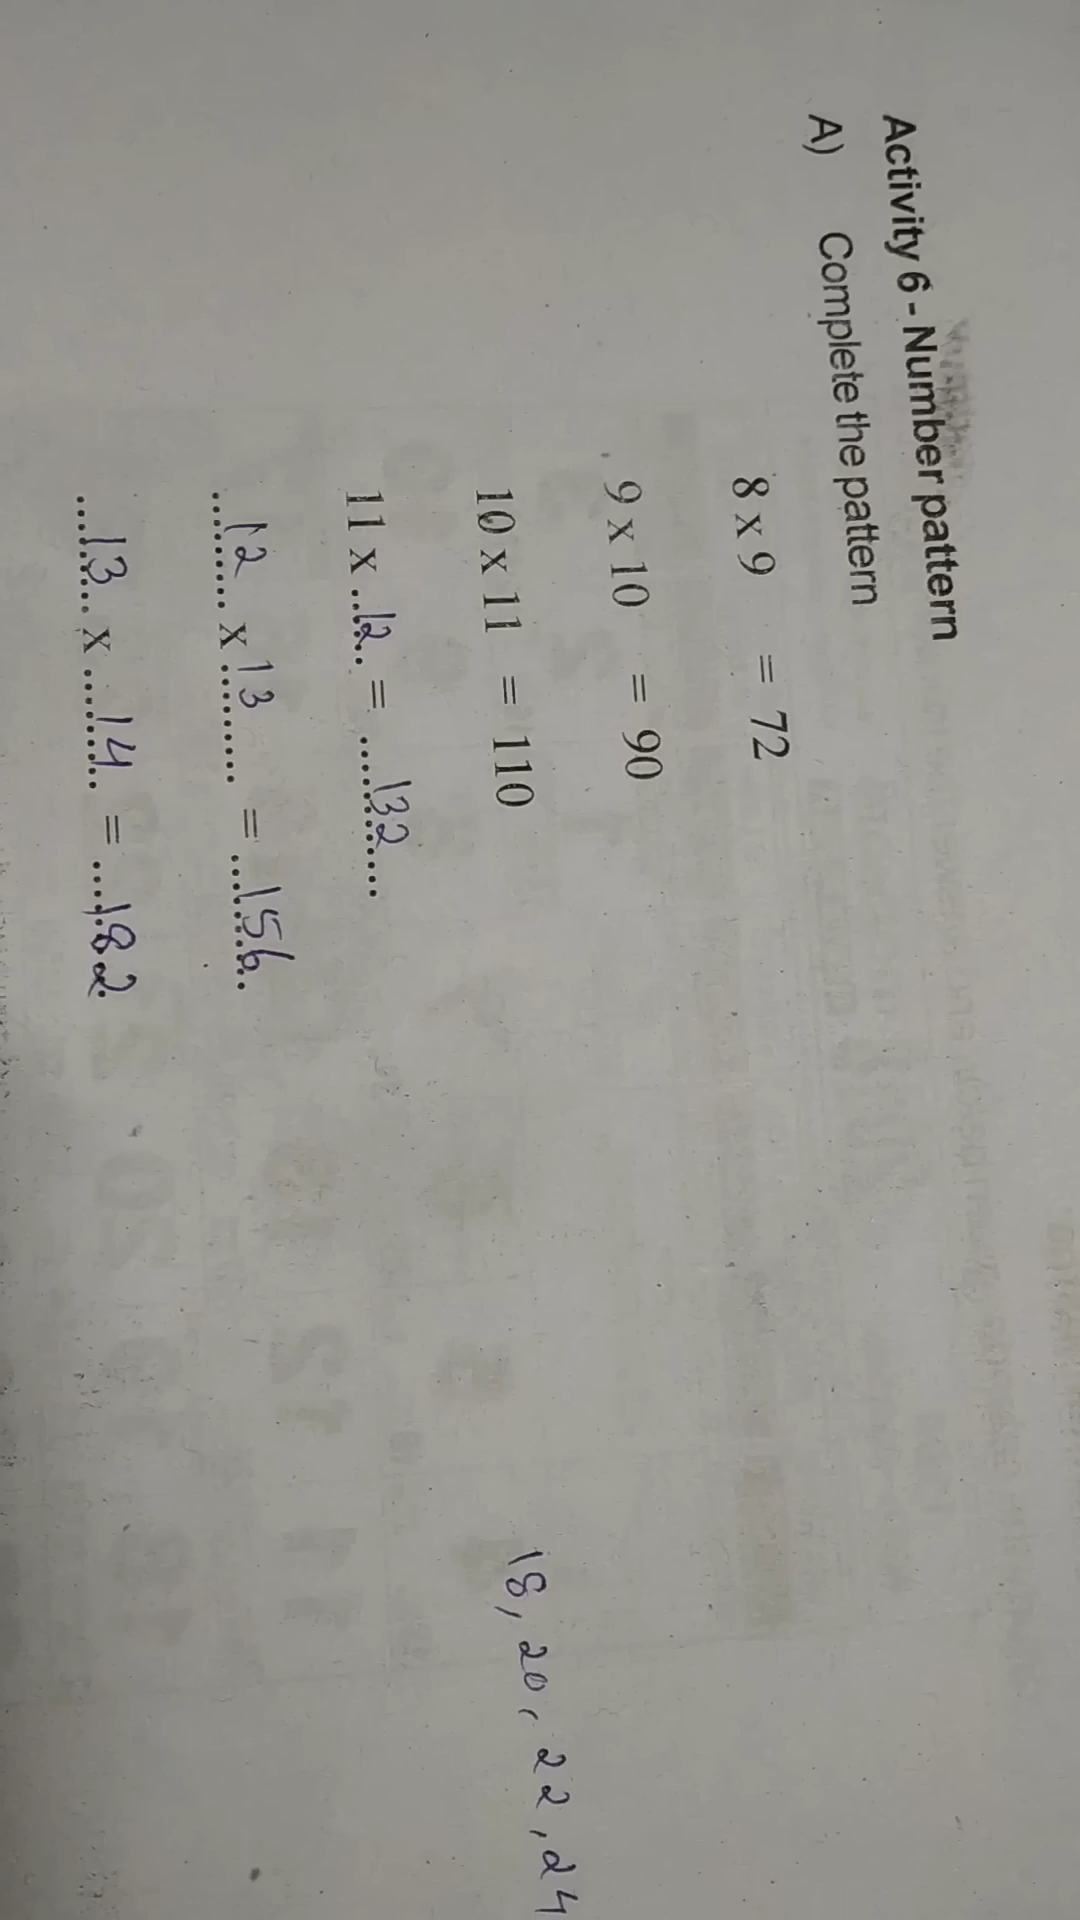 Activity 6 - Number pattern
A) Complete the pattern
8 x 9 = 72
9 x 10 = 90
10 x 11 = 110
11 x ..12.. = ....132....
....12.... x ....13.... = ....156....
....13.... x ....14.... = ....182
18, 20, 22, 24